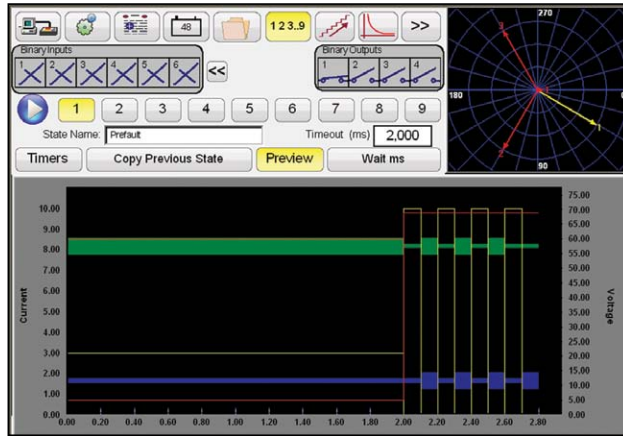 48
1 2 3..9
>>
Binary Inputs
1 2 3 4 5 6
<<
Binary Outputs
1 2 3 4
1 2 3 4 5 6 7 8 9
State Name: Prefault
Timeout (ms) 2,000
Timers
Copy Previous State
Preview
Wait ms
270
180
0
90
3
1
2
Current
10.00
9.00
8.00
7.00
6.00
5.00
4.00
3.00
2.00
1.00
0.00
Voltage
75.00
70.00
65.00
60.00
55.00
50.00
45.00
40.00
35.00
30.00
25.00
20.00
15.00
10.00
5.00
0.00
0.00 0.20 0.40 0.60 0.80 1.00 1.20 1.40 1.60 1.80 2.00 2.20 2.40 2.60 2.80